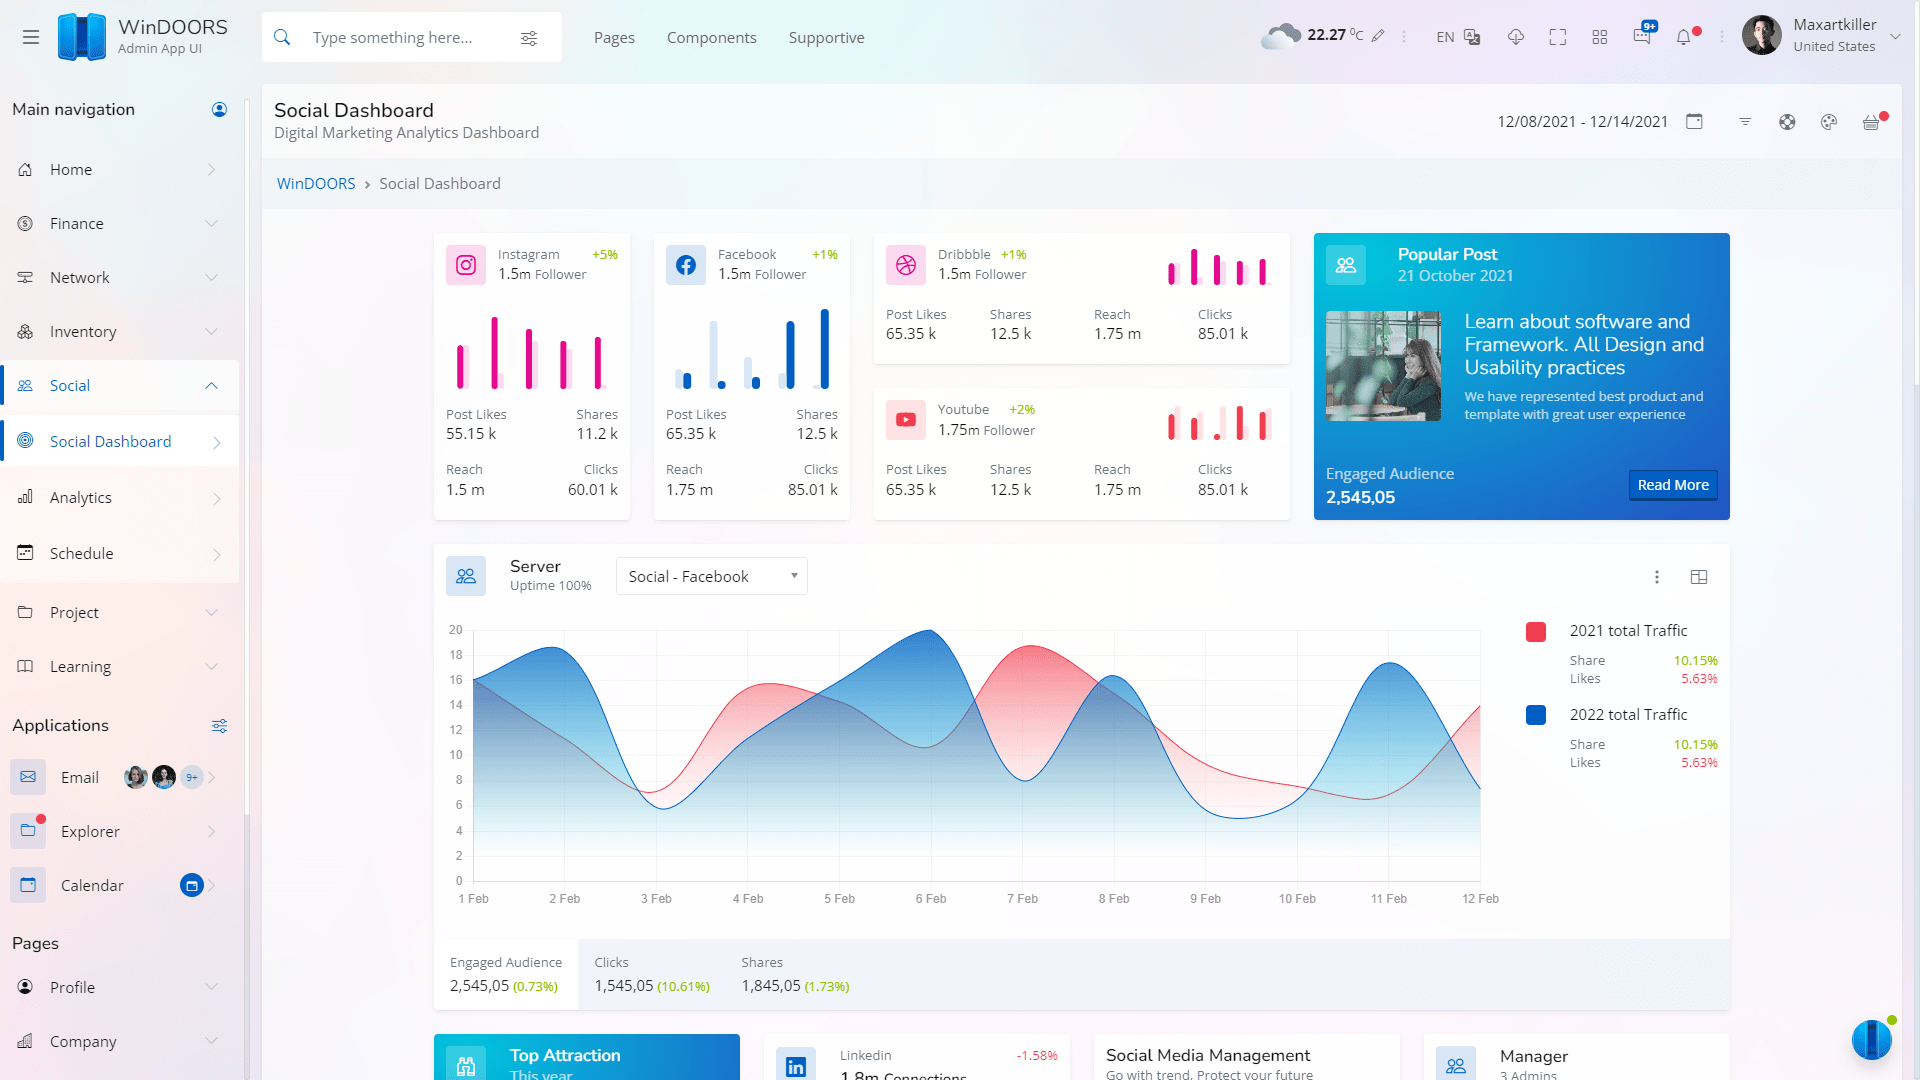 WinDOORS
Admin App UI
Type something here...
Pages
Components
Supportive
22.27 °C
EN
9+
Maxartkiller
United States
Main navigation
Home
Finance
Network
Inventory
Social
Social Dashboard
Analytics
Schedule
Project
Learning
Applications
Email
9+
Explorer
Calendar
Pages
Profile
Company
Social Dashboard
Digital Marketing Analytics Dashboard
12/08/2021 - 12/14/2021
WinDOORS › Social Dashboard
Instagram +5%
1.5m Follower
Post Likes Shares
55.15 k 11.2 k
Reach Clicks
1.5 m 60.01 k
Facebook +1%
1.5m Follower
Post Likes Shares
65.35 k 12.5 k
Reach Clicks
1.75 m 85.01 k
Dribbble +1%
1.5m Follower
Post Likes Shares Reach Clicks
65.35 k 12.5 k 1.75 m 85.01 k
Youtube +2%
1.75m Follower
Post Likes Shares Reach Clicks
65.35 k 12.5 k 1.75 m 85.01 k
Popular Post
21 October 2021
Learn about software and
Framework. All Design and
Usability practices
We have represented best product and
template with great user experience
Engaged Audience
2,545,05
Read More
Server
Uptime 100%
Social - Facebook
20
18
16
14
12
10
8
6
4
2
0
1 Feb 2 Feb 3 Feb 4 Feb 5 Feb 6 Feb 7 Feb 8 Feb 9 Feb 10 Feb 11 Feb 12 Feb
2021 total Traffic
Share 10.15%
Likes 5.63%
2022 total Traffic
Share 10.15%
Likes 5.63%
Engaged Audience
2,545,05 (0.73%)
Clicks
1,545,05 (10.61%)
Shares
1,845,05 (1.73%)
Top Attraction
This year
Linkedin -1.58%
1.8m Connections
Social Media Management
Go with trend. Protect your future
Manager
3 Admins